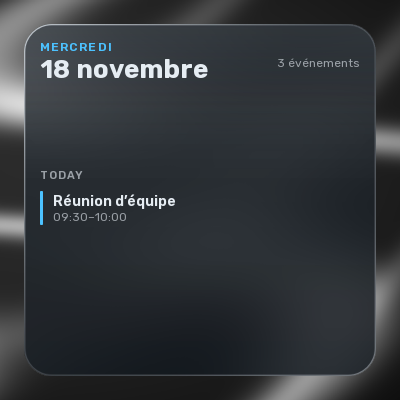 MERCREDI
18 novembre
3 événements
TODAY
Réunion d’équipe
09:30–10:00